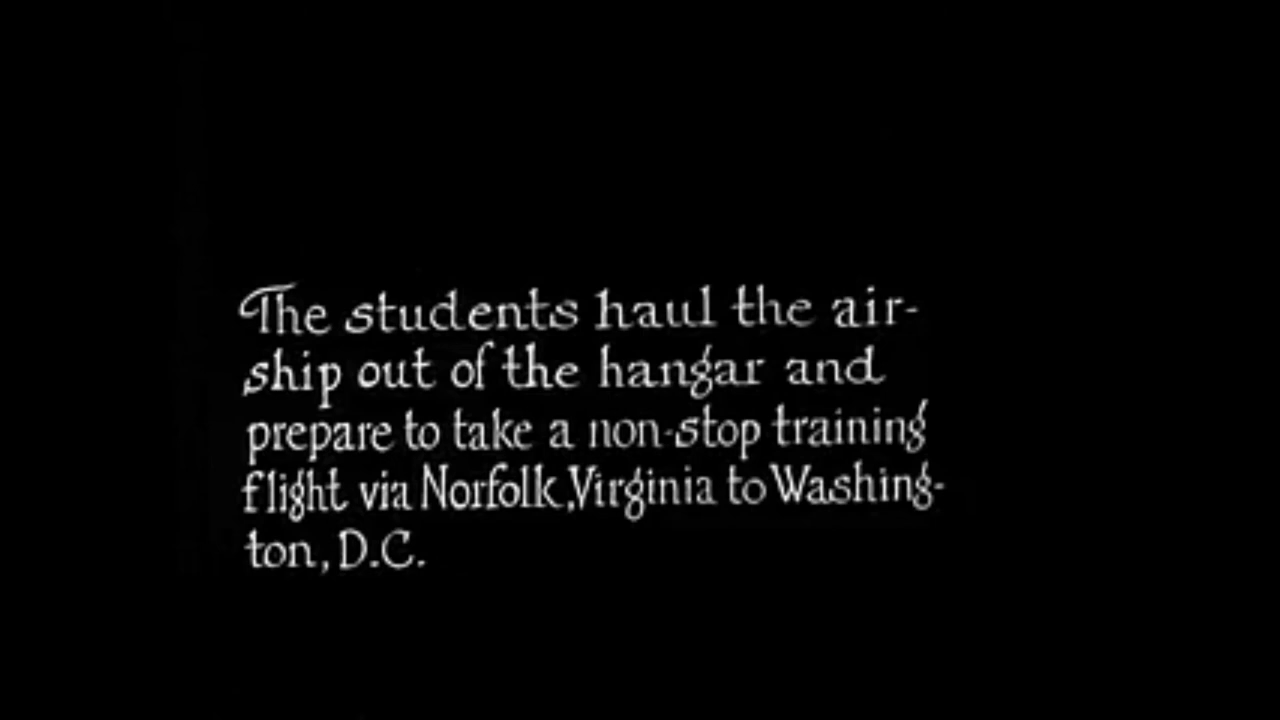 The students haul the air-
ship out of the hangar and
prepare to take a non-stop training
flight via Norfolk, Virginia to Washing-
ton, D.C.